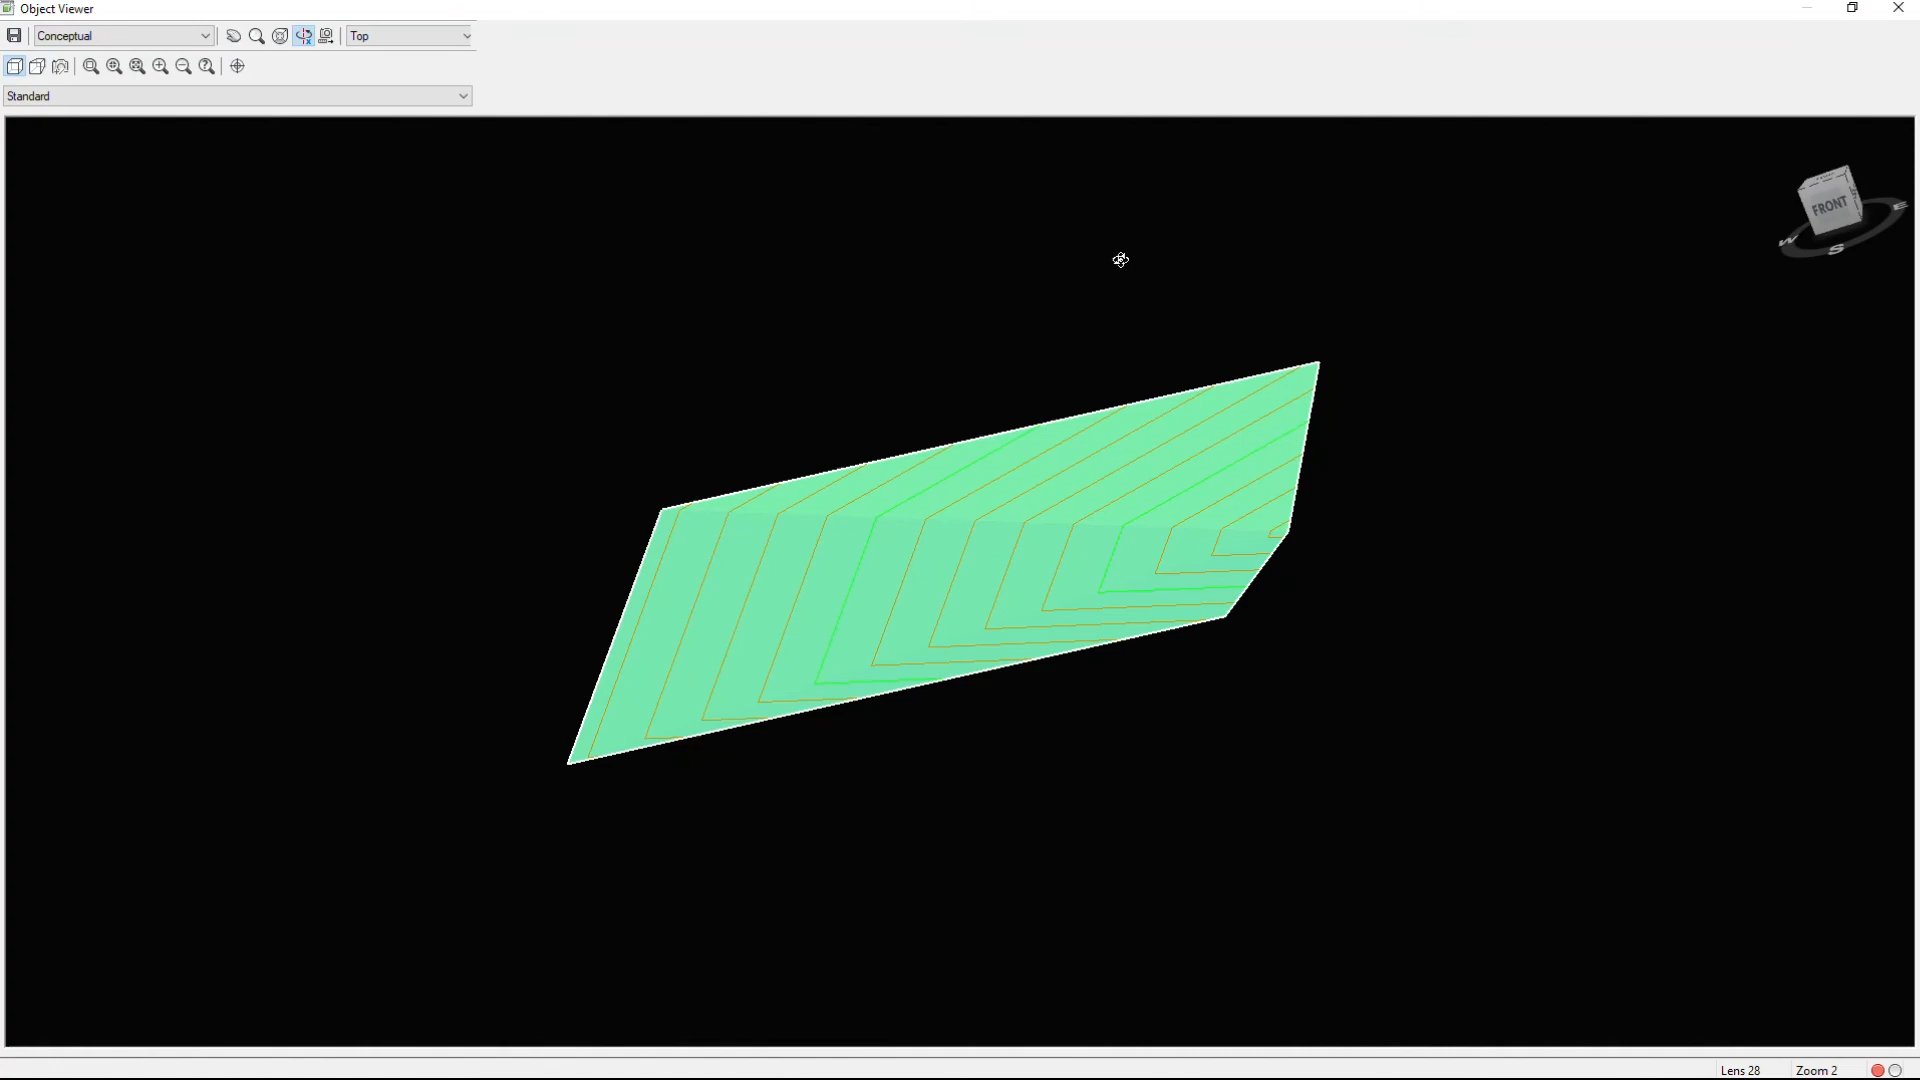 Object Viewer
Conceptual
Top
Standard
FRONT
W
S
E
Lens 28
Zoom 2